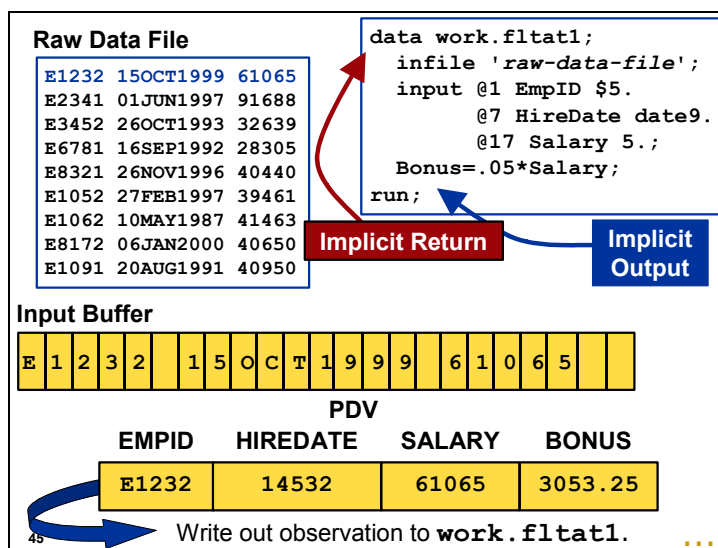 Raw Data File
E1232 15OCT1999 61065
E2341 01JUN1997 91688
E3452 26OCT1993 32639
E6781 16SEP1992 28305
E8321 26NOV1996 40440
E1052 27FEB1997 39461
E1062 10MAY1987 41463
E8172 06JAN2000 40650
E1091 20AUG1991 40950
data work.fltat1;
infile 'raw-data-file';
input @1 EmpID $5.
@7 HireDate date9.
@17 Salary 5.;
Bonus=.05*Salary;
run;
Implicit Return
Implicit
Output
Input Buffer
E 1 2 3 2 1 5 O C T 1 9 9 9 6 1 0 6 5
PDV
EMPID HIREDATE SALARY BONUS
E1232 14532 61065 3053.25
Write out observation to work.fltat1.
45
...